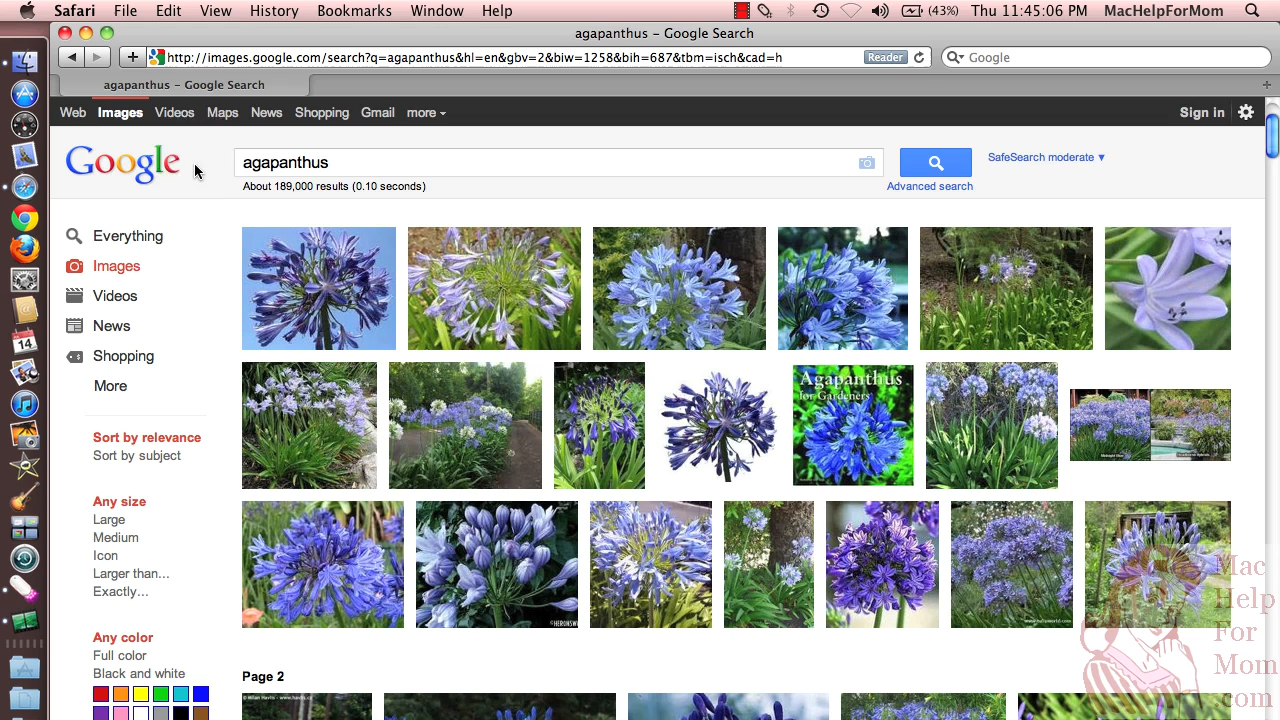 Safari File Edit View History Bookmarks Window Help (43%) Thu 11:45:06 PM MacHelpForMom
agapanthus – Google Search
http://images.google.com/search?q=agapanthus&hl=en&gbv=2&biw=1258&bih=687&tbm=isch&cad=h Reader Google
agapanthus – Google Search
Web Images Videos Maps News Shopping Gmail more Sign in
Google agapanthus SafeSearch moderate ▼
About 189,000 results (0.10 seconds) Advanced search
Everything
Images
Videos
News
Shopping
More
Sort by relevance
Sort by subject
Any size
Large
Medium
Icon
Larger than...
Exactly...
Any color
Full color
Black and white
14
Agapanthus
for Gardeners
Page 2
Mac
Help
For
Mom
.com